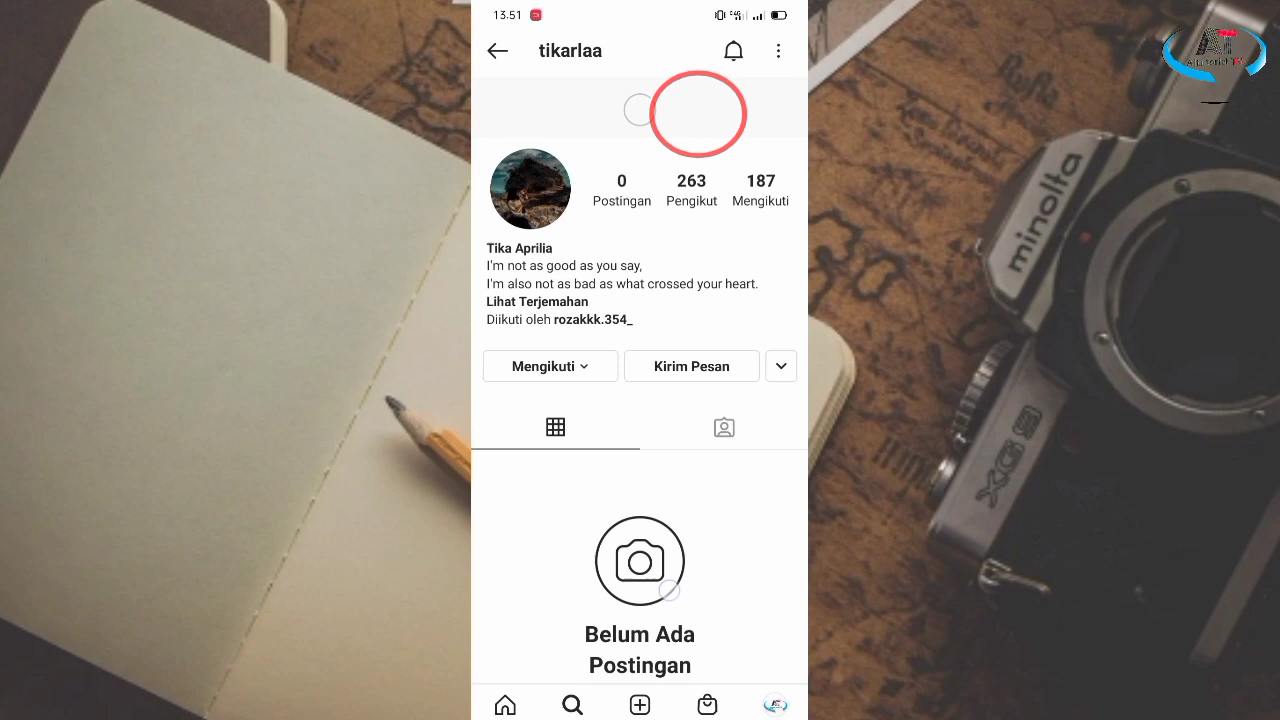 13.51
tikarlaa
0
Postingan
263
Pengikut
187
Mengikuti
Tika Aprilia
I'm not as good as you say,
I'm also not as bad as what crossed your heart.
Lihat Terjemahan
Diikuti oleh rozakkk.354_
Mengikuti
Kirim Pesan
Belum Ada
Postingan
minolta
XG9
AT